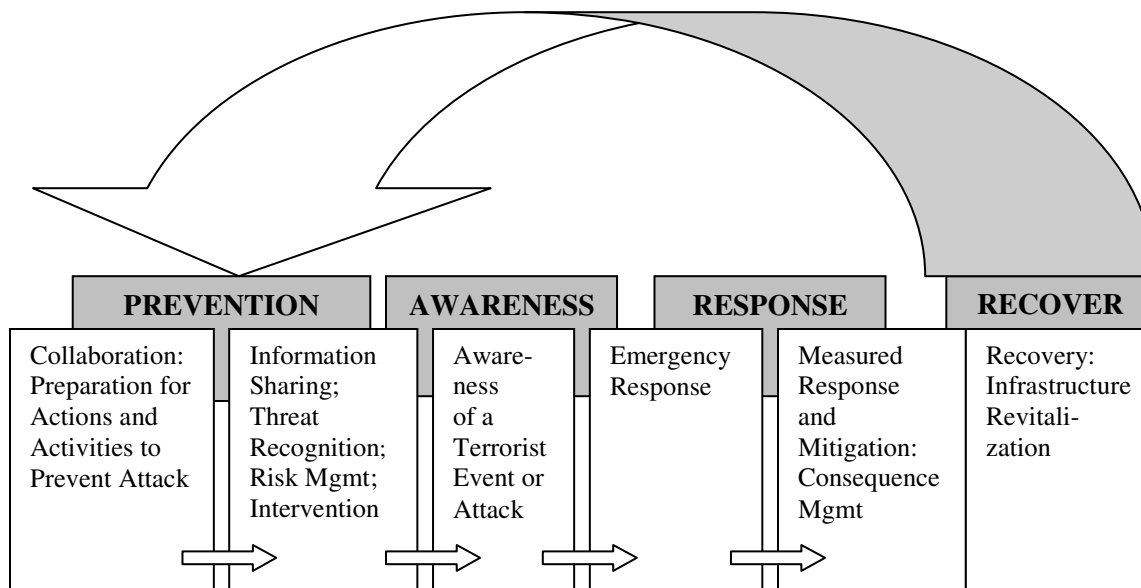 PREVENTION
AWARENESS
RESPONSE
RECOVER
Collaboration:
Preparation for
Actions and
Activities to
Prevent Attack
Information
Sharing;
Threat
Recognition;
Risk Mgmt;
Intervention
Aware-
ness
of a
Terrorist
Event or
Attack
Emergency
Response
Measured
Response
and
Mitigation:
Consequence
Mgmt
Recovery:
Infrastructure
Revitali-
zation